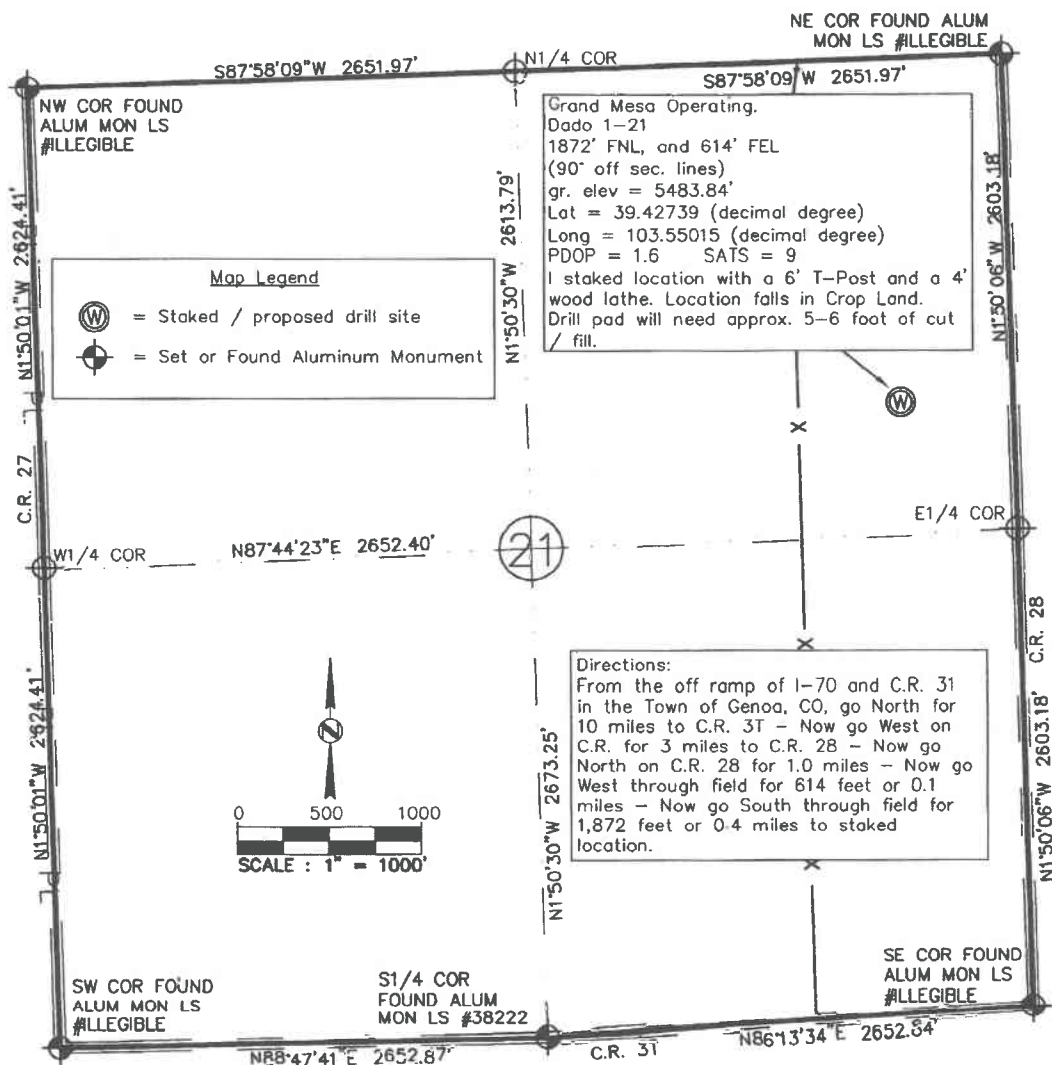 NE COR FOUND ALUM
MON LS #ILLEGIBLE
S87°58'09"W 2651.97'
N1/4 COR
S87°58'09"W 2651.97'
NW COR FOUND
ALUM MON LS
#ILLEGIBLE
Grand Mesa Operating.
Dado 1-21
1872' FNL, and 614' FEL
(90° off sec. lines)
gr. elev = 5483.84'
Lat = 39.42739 (decimal degree)
Long = 103.55015 (decimal degree)
PDOP = 1.6 SATS = 9
I staked location with a 6' T-Post and a 4'
wood lathe. Location falls in Crop Land.
Drill pad will need approx. 5-6 foot of cut
/ fill.
N1°50'01"W 2624.41'
N1°50'30"W 2613.79'
N1°50'06"W 2603.18'
Map Legend
W = Staked / proposed drill site
= Set or Found Aluminum Monument
W
X
PL
C.R. 27
E1/4 COR
W1/4 COR
N87°44'23"E 2652.40'
21
C.R. 28
X
Directions:
From the off ramp of I-70 and C.R. 31
in the Town of Genoa, CO, go North for
10 miles to C.R. 3T - Now go West on
C.R. for 3 miles to C.R. 28 - Now go
North on C.R. 28 for 1.0 miles - Now go
West through field for 614 feet or 0.1
miles - Now go South through field for
1,872 feet or 0.4 miles to staked
location.
N1°50'01"W 2624.41'
N
0 500 1000
SCALE : 1" = 1000'
N1°50'30"W 2673.25'
N1°50'06"W 2603.18'
X
PL
SW COR FOUND
ALUM MON LS
#ILLEGIBLE
S1/4 COR
FOUND ALUM
MON LS #38222
SE COR FOUND
ALUM MON LS
#ILLEGIBLE
N88°47'41"E 2652.87'
C.R. 31
N86°13'34"E 2652.84'